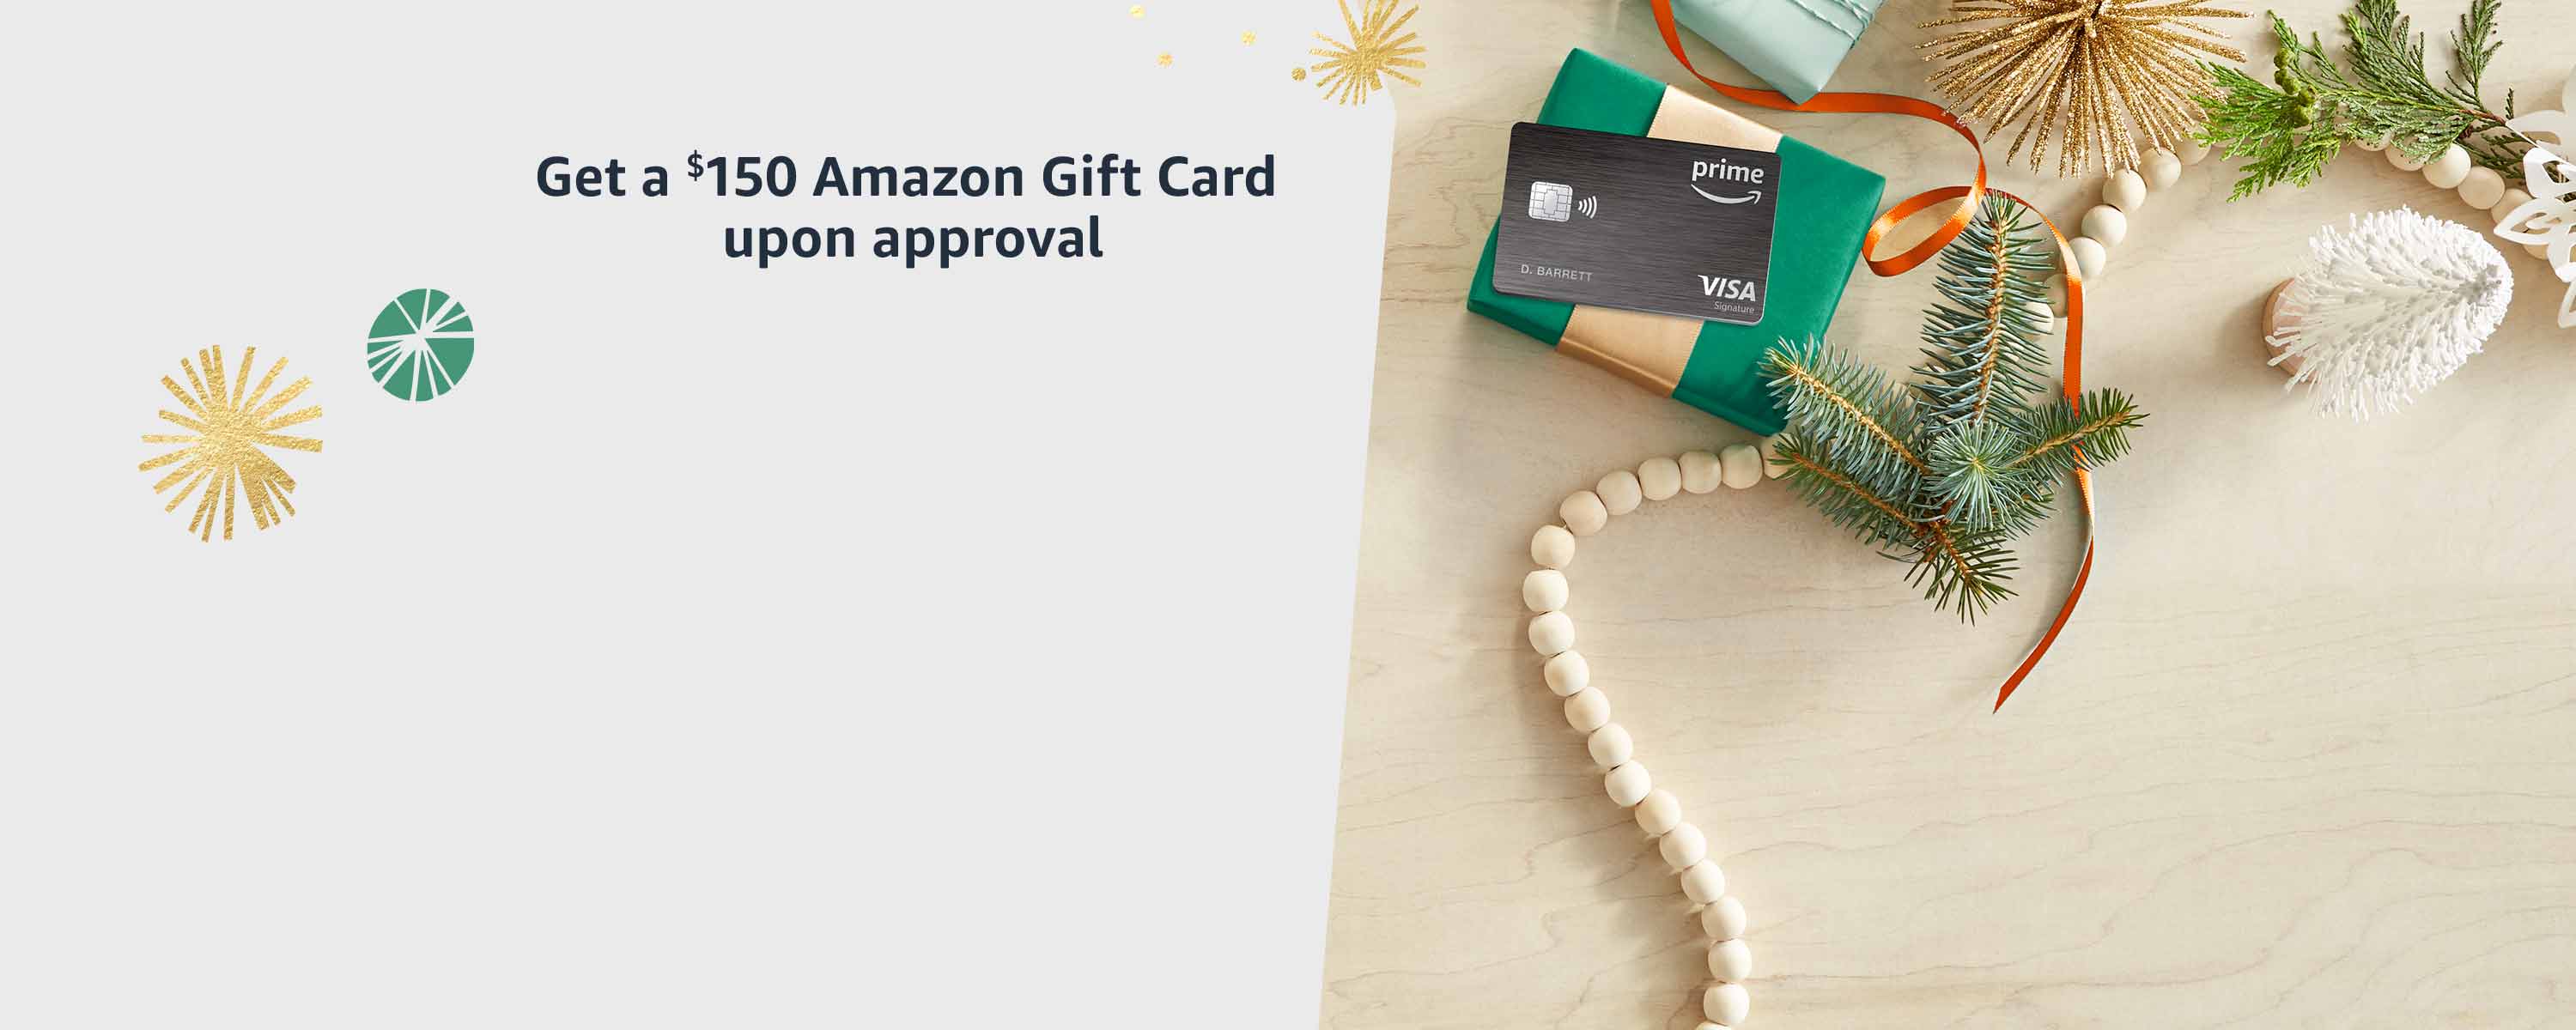 Get a $150 Amazon Gift Card
upon approval
prime
D. BARRETT
VISA
Signature